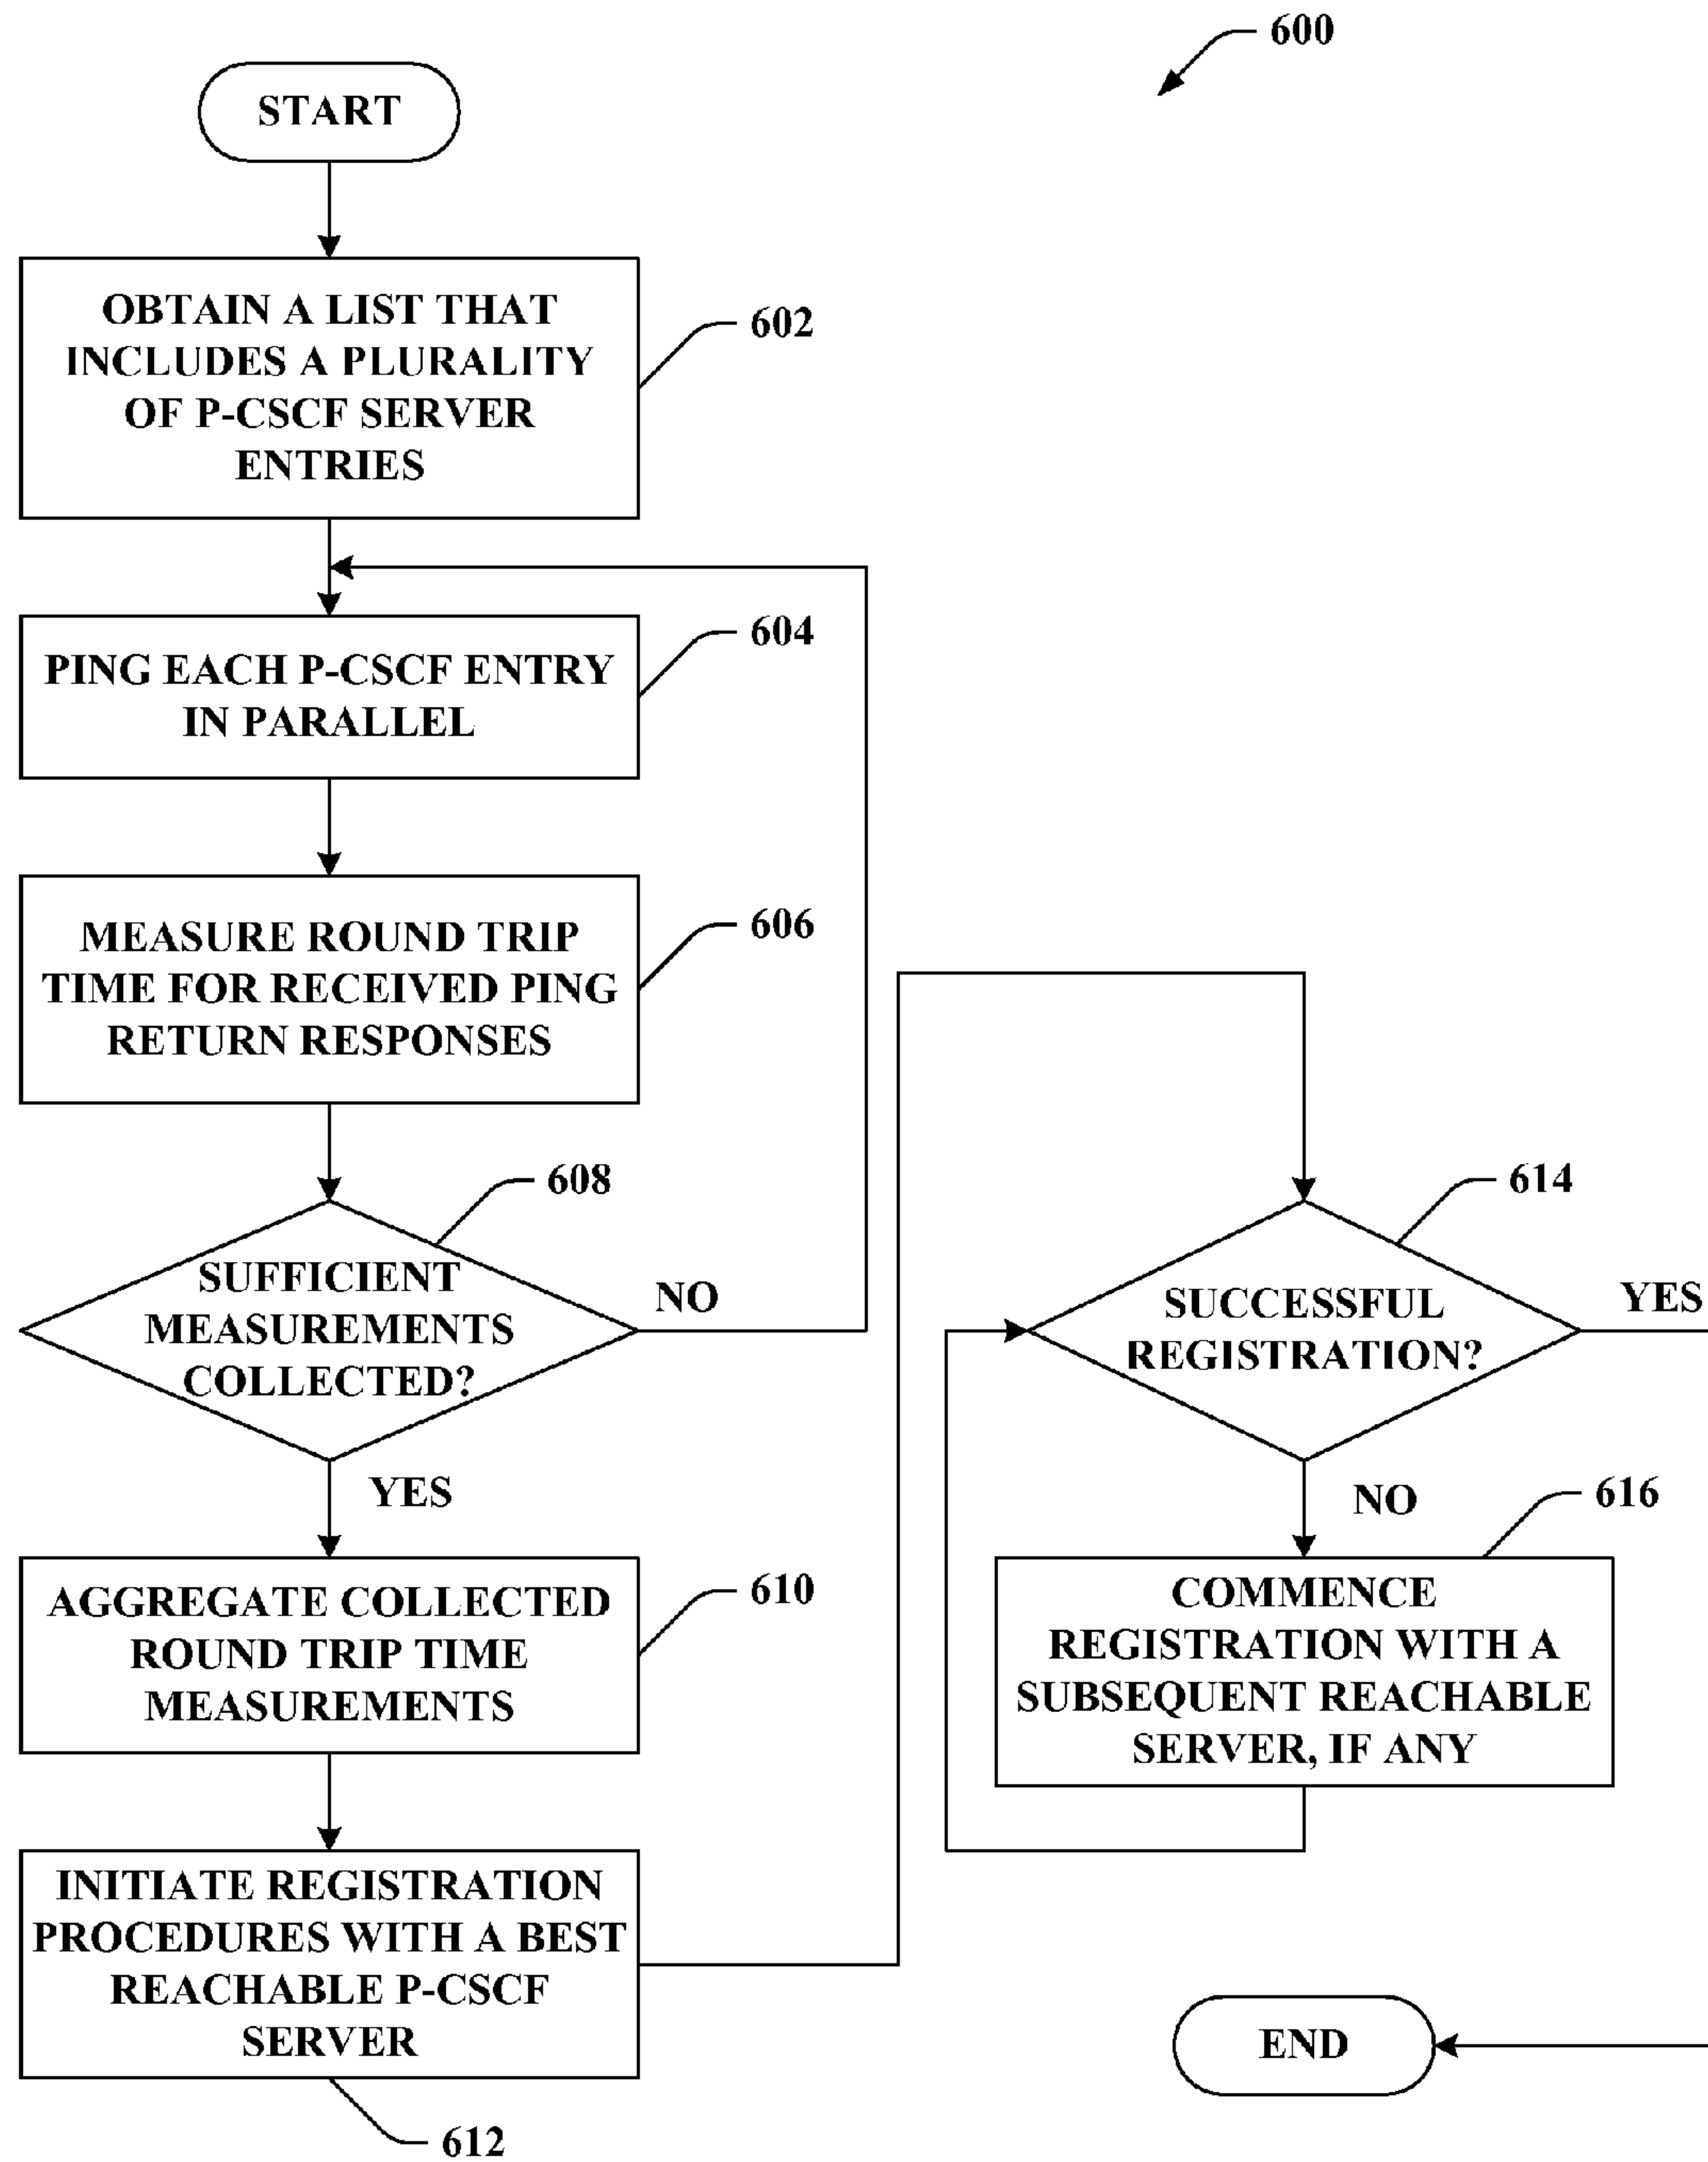 600
START
OBTAIN A LIST THAT
INCLUDES A PLURALITY
OF P-CSCF SERVER
ENTRIES
602
PING EACH P-CSCF ENTRY
IN PARALLEL
604
MEASURE ROUND TRIP
TIME FOR RECEIVED PING
RETURN RESPONSES
606
608
SUFFICIENT
MEASUREMENTS
COLLECTED?
NO
YES
AGGREGATE COLLECTED
ROUND TRIP TIME
MEASUREMENTS
610
INITIATE REGISTRATION
PROCEDURES WITH A BEST
REACHABLE P-CSCF
SERVER
612
614
SUCCESSFUL
REGISTRATION?
YES
NO
616
COMMENCE
REGISTRATION WITH A
SUBSEQUENT REACHABLE
SERVER, IF ANY
END